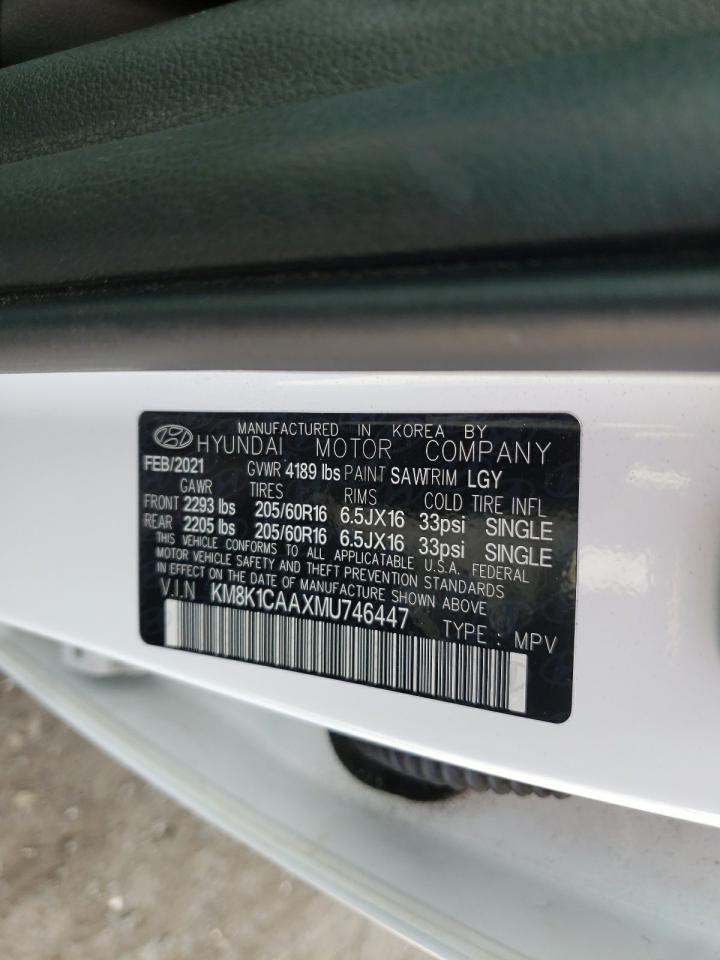 MANUFACTURED IN KOREA BY
HYUNDAI MOTOR COMPANY
FEB/2021 GVWR 4189 lbs PAINT SAW TRIM LGY
GAWR TIRES RIMS COLD TIRE INFL
FRONT 2293 lbs 205/60R16 6.5JX16 33psi SINGLE
REAR 2205 lbs 205/60R16 6.5JX16 33psi SINGLE
THIS VEHICLE CONFORMS TO ALL APPLICATABLE U.S.A. FEDERAL
MOTOR VEHICLE SAFETY AND THEFT PREVENTION STANDARDS
IN EFFECT ON THE DATE OF MANUFACTURE SHOWN ABOVE
V.I.N KM8K1CAAXMU746447 TYPE : MPV